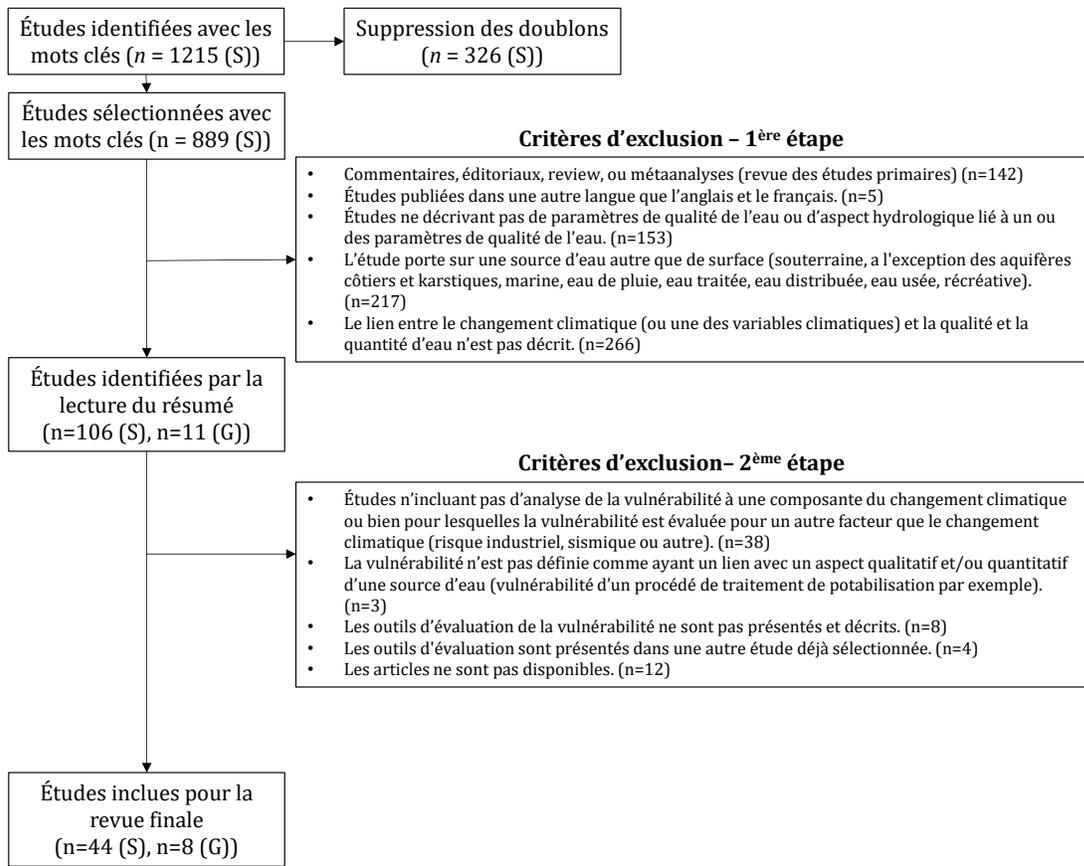 Études identifiées avec les
mots clés (n = 1215 (S))
Suppression des doublons
(n = 326 (S))
Études sélectionnées avec
les mots clés (n = 889 (S))
Critères d’exclusion – 1ère étape
• Commentaires, éditoriaux, review, ou métaanalyses (revue des études primaires) (n=142)
• Études publiées dans une autre langue que l’anglais et le français. (n=5)
• Études ne décrivant pas de paramètres de qualité de l’eau ou d’aspect hydrologique lié à un ou
des paramètres de qualité de l’eau. (n=153)
• L’étude porte sur une source d’eau autre que de surface (souterraine, a l'exception des aquifères
côtiers et karstiques, marine, eau de pluie, eau traitée, eau distribuée, eau usée, récréative).
(n=217)
• Le lien entre le changement climatique (ou une des variables climatiques) et la qualité et la
quantité d’eau n’est pas décrit. (n=266)
Études identifiées par la
lecture du résumé
(n=106 (S), n=11 (G))
Critères d’exclusion– 2ème étape
• Études n’incluant pas d’analyse de la vulnérabilité à une composante du changement climatique
ou bien pour lesquelles la vulnérabilité est évaluée pour un autre facteur que le changement
climatique (risque industriel, sismique ou autre). (n=38)
• La vulnérabilité n’est pas définie comme ayant un lien avec un aspect qualitatif et/ou quantitatif
d’une source d’eau (vulnérabilité d’un procédé de traitement de potabilisation par exemple).
(n=3)
• Les outils d’évaluation de la vulnérabilité ne sont pas présentés et décrits. (n=8)
• Les outils d'évaluation sont présentés dans une autre étude déjà sélectionnée. (n=4)
• Les articles ne sont pas disponibles. (n=12)
Études inclues pour la
revue finale
(n=44 (S), n=8 (G))